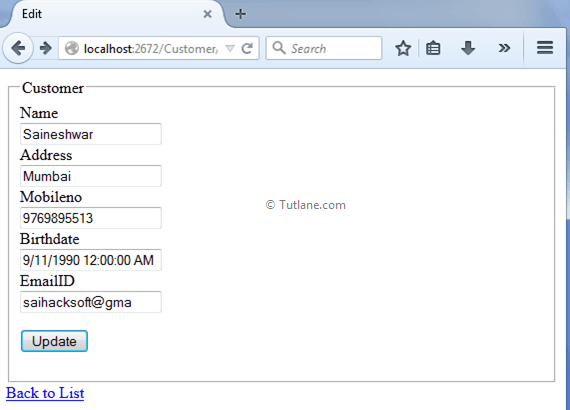 Edit
localhost:2672/Customer/
Search
Customer
Name
Saineshwar
Address
Mumbai
Mobileno
© Tutlane.com
9769895513
Birthdate
9/11/1990 12:00:00 AM
EmailID
saihacksoft@gma
Update
Back to List